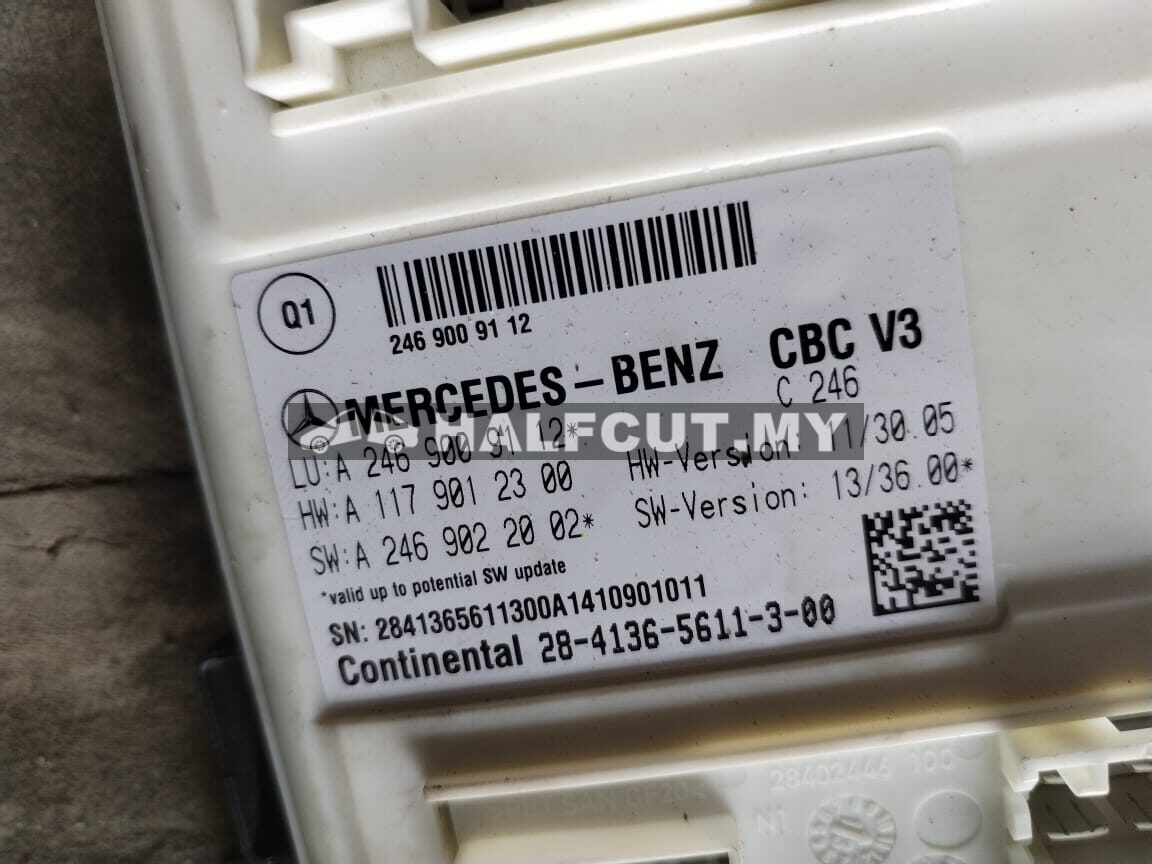 Q1
246 900 91 12
MERCEDES-BENZ CBC V3
C 246
HALFCUT.MY
LU:A 246 900 91 12*
HW-Version: 11/30.05
HW:A 117 901 23 00
SW-Version: 13/36.00*
SW:A 246 902 20 02*
*valid up to potential SW update
SN: 2841365611300A1410901011
Continental 28-4136-5611-3-00
28402446 100
N1